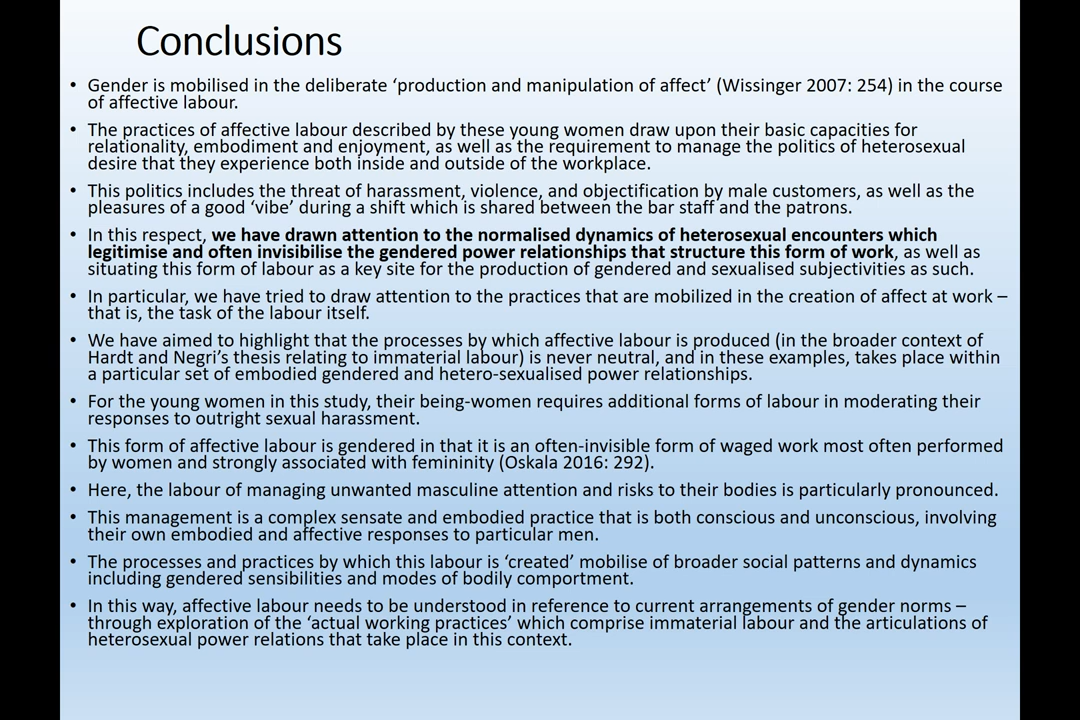 Conclusions
• Gender is mobilised in the deliberate ‘production and manipulation of affect’ (Wissinger 2007: 254) in the course
of affective labour.
• The practices of affective labour described by these young women draw upon their basic capacities for
relationality, embodiment and enjoyment, as well as the requirement to manage the politics of heterosexual
desire that they experience both inside and outside of the workplace.
• This politics includes the threat of harassment, violence, and objectification by male customers, as well as the
pleasures of a good ‘vibe’ during a shift which is shared between the bar staff and the patrons.
• In this respect, we have drawn attention to the normalised dynamics of heterosexual encounters which
legitimise and often invisibilise the gendered power relationships that structure this form of work, as well as
situating this form of labour as a key site for the production of gendered and sexualised subjectivities as such.
• In particular, we have tried to draw attention to the practices that are mobilized in the creation of affect at work –
that is, the task of the labour itself.
• We have aimed to highlight that the processes by which affective labour is produced (in the broader context of
Hardt and Negri’s thesis relating to immaterial labour) is never neutral, and in these examples, takes place within
a particular set of embodied gendered and hetero-sexualised power relationships.
• For the young women in this study, their being-women requires additional forms of labour in moderating their
responses to outright sexual harassment.
• This form of affective labour is gendered in that it is an often-invisible form of waged work most often performed
by women and strongly associated with femininity (Oskala 2016: 292).
• Here, the labour of managing unwanted masculine attention and risks to their bodies is particularly pronounced.
• This management is a complex sensate and embodied practice that is both conscious and unconscious, involving
their own embodied and affective responses to particular men.
• The processes and practices by which this labour is ‘created’ mobilise of broader social patterns and dynamics
including gendered sensibilities and modes of bodily comportment.
• In this way, affective labour needs to be understood in reference to current arrangements of gender norms –
through exploration of the ‘actual working practices’ which comprise immaterial labour and the articulations of
heterosexual power relations that take place in this context.